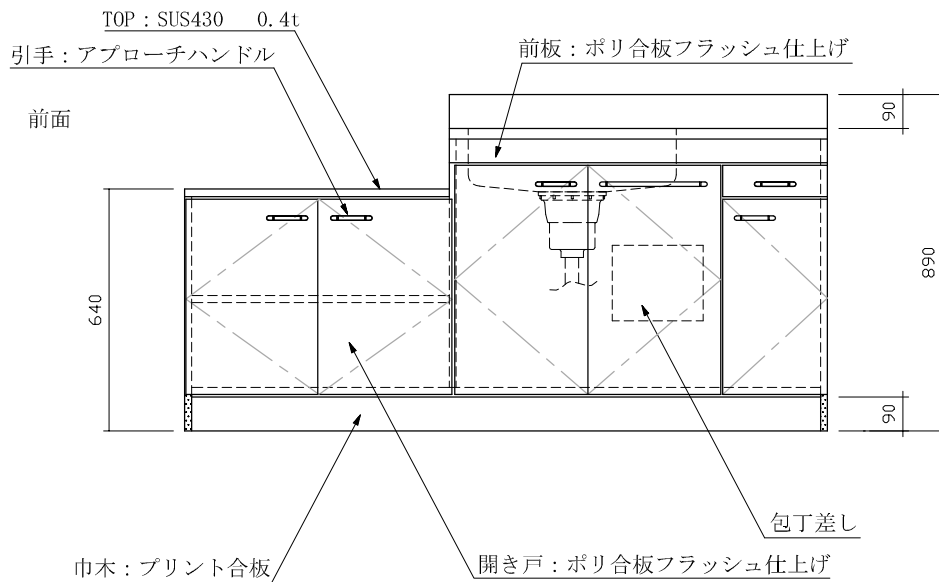 TOP：SUS430　0.4t
引手：アプローチハンドル
前板：ポリ合板フラッシュ仕上げ
前面
90
640
890
90
包丁差し
巾木：プリント合板
開き戸：ポリ合板フラッシュ仕上げ